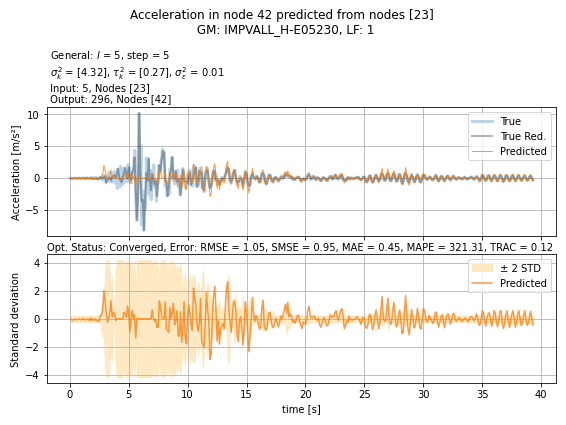 Acceleration in node 42 predicted from nodes [23]
GM: IMPVALL_H-E05230, LF: 1
General: l = 5, step = 5
σ²ₖ = [4.32], τ²ₖ = [0.27], σ²ε = 0.01
Input: 5, Nodes [23]
Output: 296, Nodes [42]
Acceleration [m/s²]
10
5
0
−5
True
True Red.
Predicted
Opt. Status: Converged, Error: RMSE = 1.05, SMSE = 0.95, MAE = 0.45, MAPE = 321.31, TRAC = 0.12
Standard deviation
4
2
0
−2
−4
± 2 STD
Predicted
0 5 10 15 20 25 30 35 40
time [s]